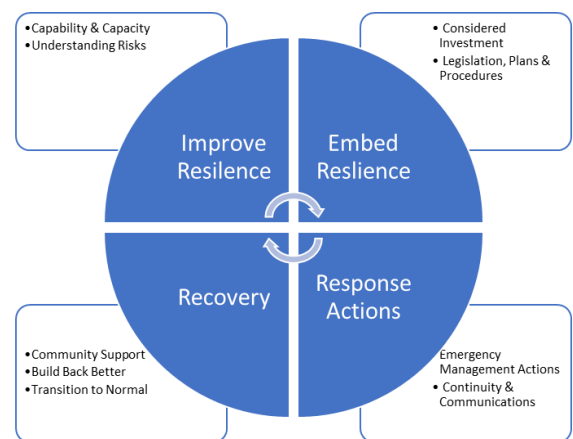 •Capability & Capacity
•Understanding Risks
• Considered
Investment
• Legislation, Plans &
Procedures
Improve
Resilence
Embed
Reslience
Recovery
Response
Actions
•Community Support
•Build Back Better
•Transition to Normal
Emergency
Management Actions
• Continuity &
Communications